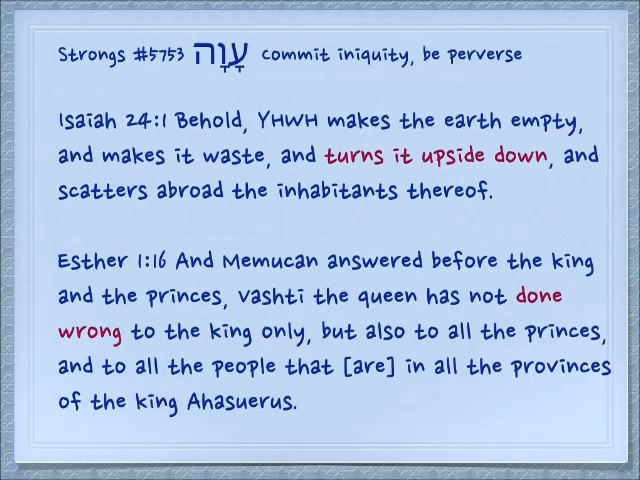 Strongs #5753 עָוָה commit iniquity, be perverse
Isaiah 24:1 Behold, YHWH makes the earth empty,
and makes it waste, and turns it upside down, and
scatters abroad the inhabitants thereof.
Esther 1:16 And Memucan answered before the king
and the princes, Vashti the queen has not done
wrong to the king only, but also to all the princes,
and to all the people that [are] in all the provinces
of the king Ahasuerus.